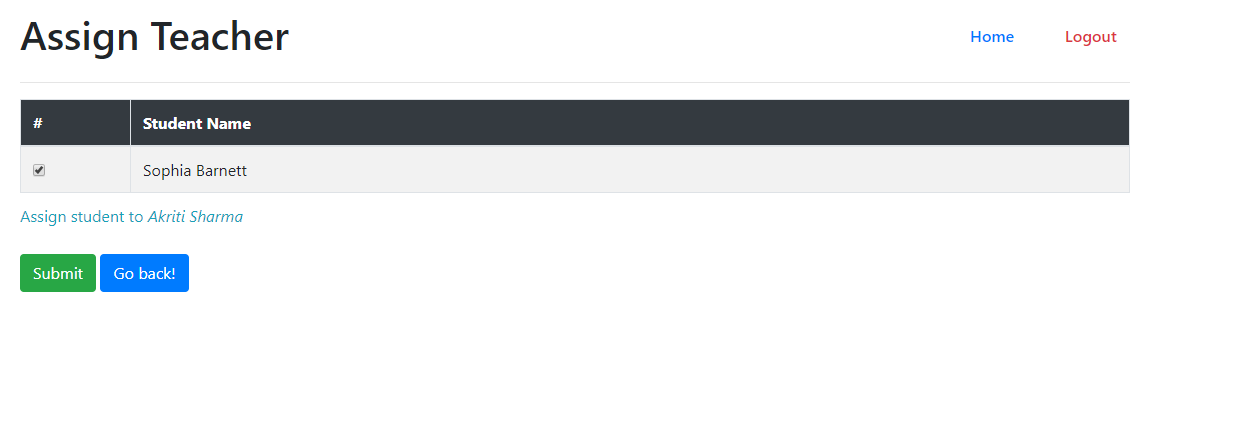 Assign Teacher
Home
Logout
# Student Name
Sophia Barnett
Assign student to Akriti Sharma
Submit Go back!